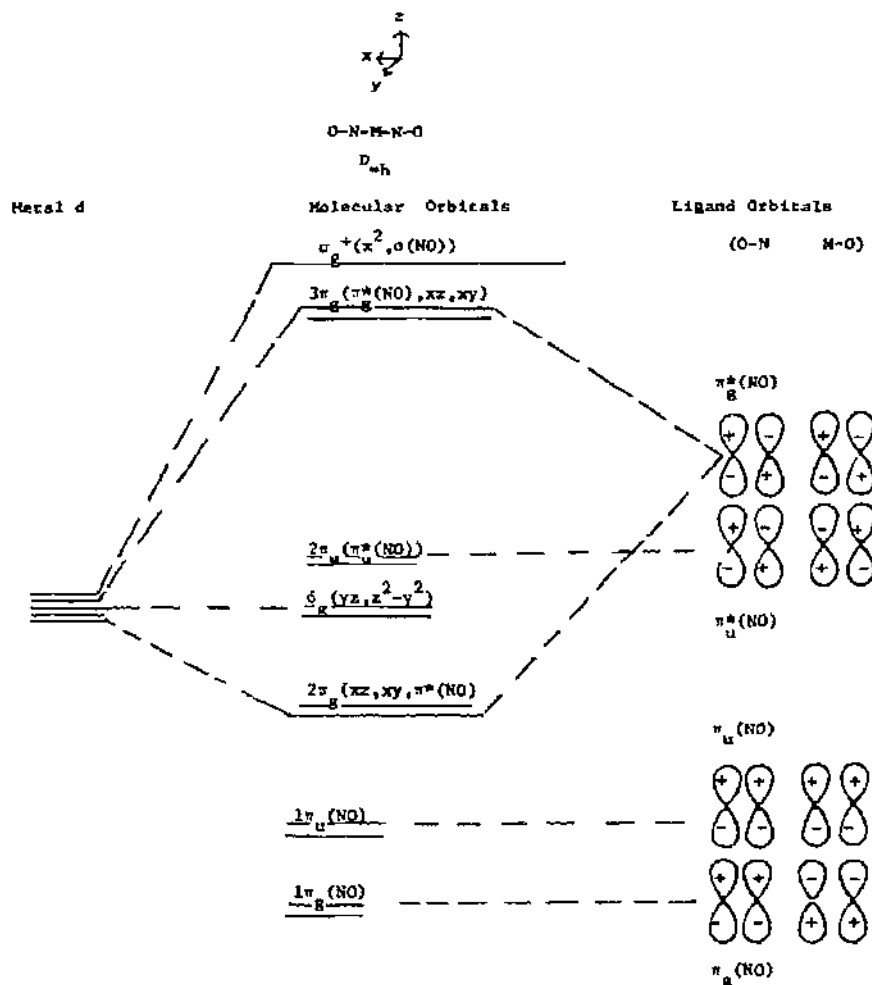 z
x
y
O-N-M-N-O
D∞h
Metal d
Molecular Orbitals
Ligand Orbitals
(O-N N-O)
σg+(x²,σ(NO))
3πg(π*g(NO),xz,xy)
π*g(NO)
+ - + -
- + - +
2πu(π*u(NO))
+ - - +
- + + -
δg(yz,z²-y²)
π*u(NO)
2πg(xz,xy,π*(NO)
πu(NO)
+ + + +
- - - -
1πu(NO)
+ + - -
- - + +
1πg(NO)
πg(NO)